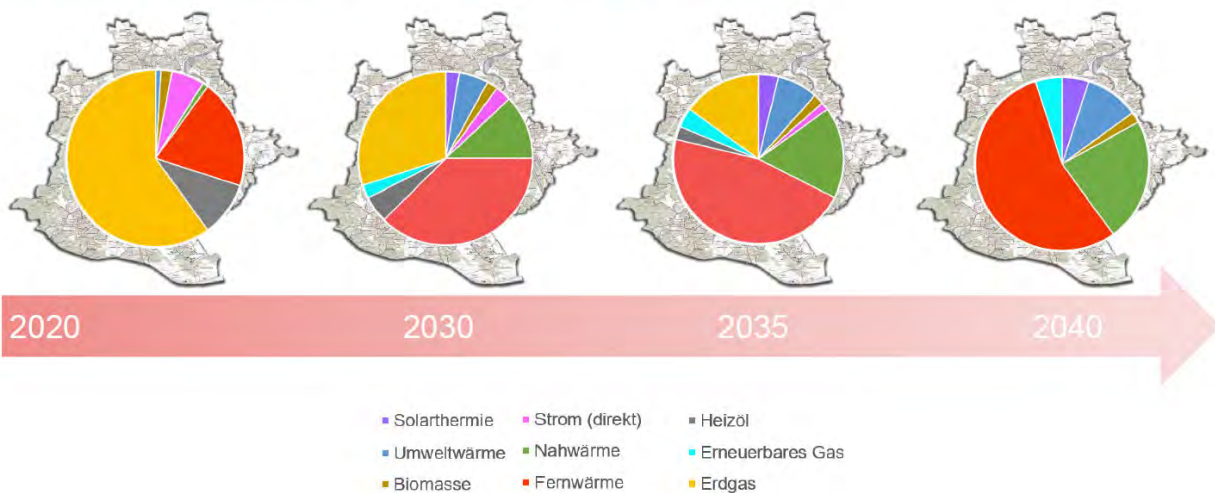 2020 2030 2035 2040
Solarthermie Strom (direkt) Heizöl
Umweltwärme Nahwärme Erneuerbares Gas
Biomasse Fernwärme Erdgas